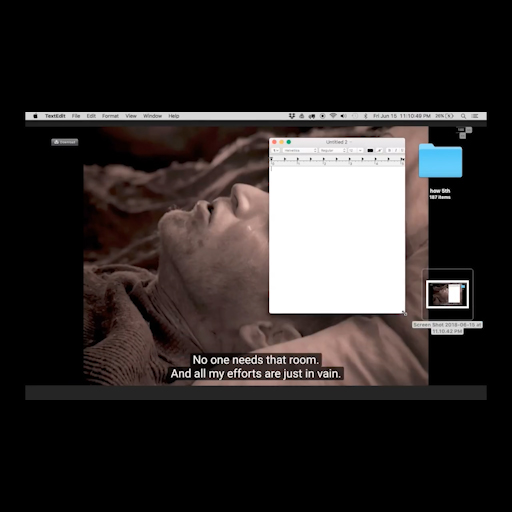 TextEdit File Edit Format View Window Help
Fri Jun 15 11:10:48 PM 39%
Untitled 2
Helvetica Regular
how 5th
187 items
Screen Shot 2018-06-15 at
11.10.42 PM
No one needs that room.
And all my efforts are just in vain.